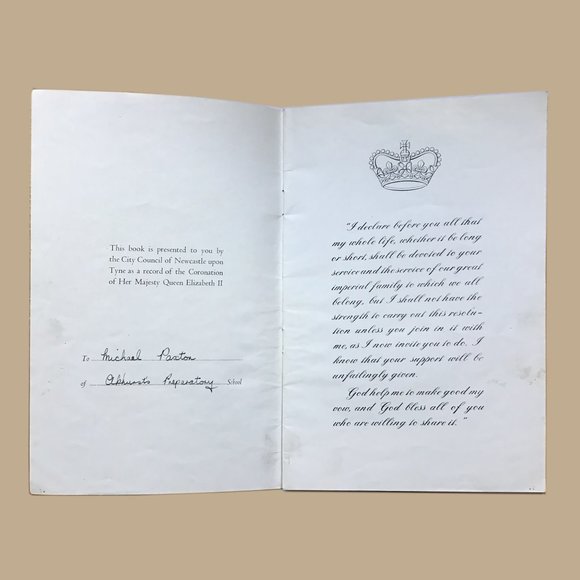 This book is presented to you by
the City Council of Newcastle upon
Tyne as a record of the Coronation
of Her Majesty Queen Elizabeth II
To Michael Paxton
of Akhursts Preparatory School
"I declare before you all that
my whole life, whether it be long
or short, shall be devoted to your
service and the service of our great
imperial family to which we all
belong, but I shall not have the
strength to carry out this resolu-
tion unless you join in it with
me, as I now invite you to do. I
know that your support will be
unfailingly given.
God help me to make good my
vow, and God bless all of you
who are willing to share it."